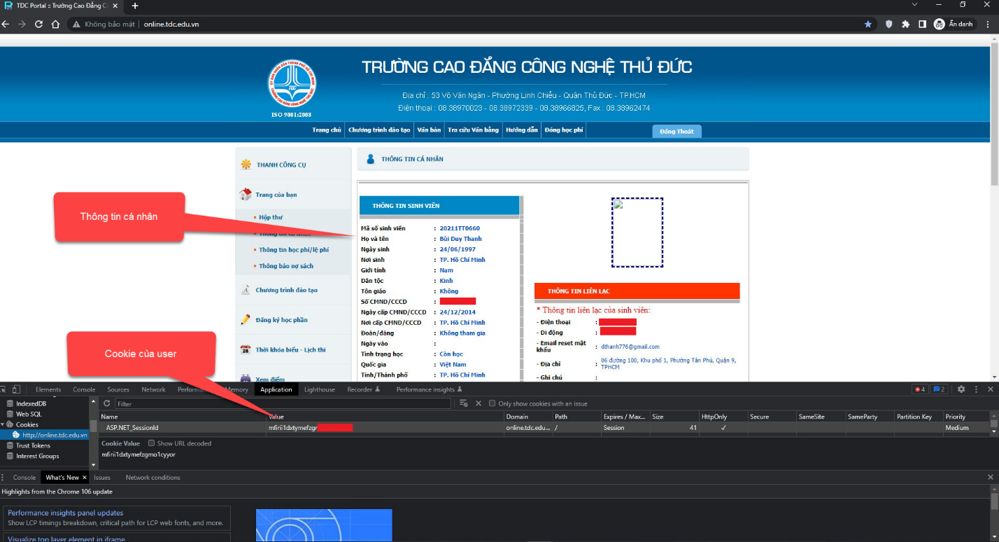 TDC Portal :: Trường Cao Đẳng C
Không bảo mật
online.tdc.edu.vn
Ẩn danh
TDC
ISO 9001:2008
TRƯỜNG CAO ĐẲNG CÔNG NGHỆ THỦ ĐỨC
Địa chỉ : 53 Võ Văn Ngân - Phường Linh Chiểu - Quận Thủ Đức - TP.HCM
Điện thoại : 08.38970023 - 08.38972339 - 08.38966825, Fax : 08.38962474
Trang chủ Chương trình đào tạo Văn bản Tra cứu Văn bằng Hướng dẫn Đóng học phí Đăng Thoát
THANH CÔNG CỤ
Trang của bạn
Hộp thư
Thông tin học phí/lệ phí
Thông báo nợ sách
Chương trình đào tạo
Đăng ký học phần
28
Thời khóa biểu - Lịch thi
Xem điểm
Thông tin cá nhân
Cookie của user
THÔNG TIN CÁ NHÂN
THÔNG TIN SINH VIÊN
Mã số sinh viên : 20211TT0660
Họ và tên : Bùi Duy Thanh
Ngày sinh : 24/06/1997
Nơi sinh : TP. Hồ Chí Minh
Giới tính : Nam
Dân tộc : Kinh
Tôn giáo : Không
Số CMND/CCCD :
Ngày cấp CMND/CCCD : 24/12/2014
Nơi cấp CMND/CCCD : TP. Hồ Chí Minh
Đoàn/đảng : Không tham gia
Ngày vào :
Tình trạng học : Còn học
Quốc gia : Việt Nam
Tỉnh/Thành phố : TP. Hồ Chí Minh
THÔNG TIN LIÊN LẠC
* Thông tin liên lạc của sinh viên:
- Điện thoại :
- Di động :
- Email reset mật khẩu : dthanh776@gmail.com
- Địa chỉ : 06 đường 100, Khu phố 1, Phường Tân Phú, Quận 9,
TPHCM
- Ghi chú :
Elements Console Sources Network Memory Application Lighthouse Recorder Performance insights 4 2
IndexedDB
Web SQL
Cookies
http://online.tdc.edu.vn
Trust Tokens
Interest Groups
Filter
Only show cookies with an issue
Name Value Domain Path Expires / Max... Size HttpOnly Secure SameSite SameParty Partition Key Priority
ASP.NET_SessionId mfirii1dxtymefzgr online.tdc.edu... / Session 41 ✓ Medium
Cookie Value Show URL decoded
mfirii1dxtymefzgmo1cyyor
Console What's New Issues Network conditions
Highlights from the Chrome 106 update
Performance insights panel updates
Show LCP timings breakdown, critical path for LCP web fonts, and more.
Visualize top layer element in iframe